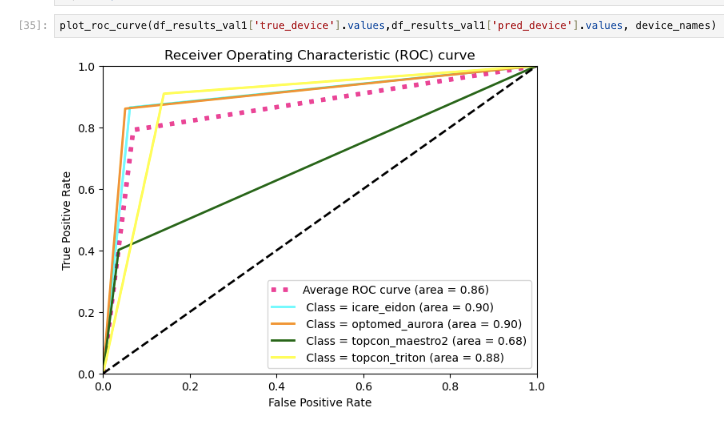 [35]: plot_roc_curve(df_results_val1['true_device'].values,df_results_val1['pred_device'].values, device_names)
Receiver Operating Characteristic (ROC) curve
1.0
0.8
0.6
0.4
0.2
0.0
True Positive Rate
Average ROC curve (area = 0.86)
Class = icare_eidon (area = 0.90)
Class = optomed_aurora (area = 0.90)
Class = topcon_maestro2 (area = 0.68)
Class = topcon_triton (area = 0.88)
0.0 0.2 0.4 0.6 0.8 1.0
False Positive Rate